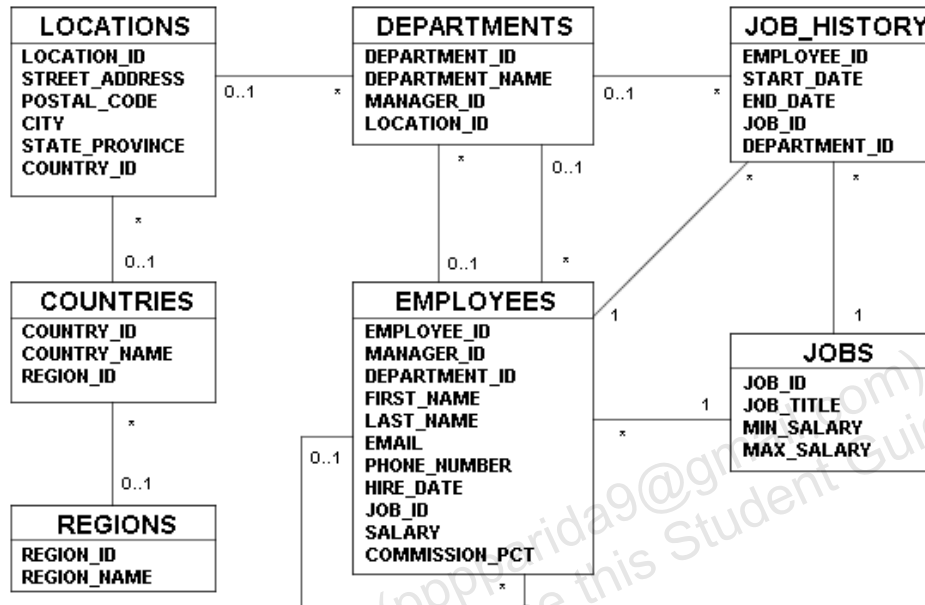 LOCATIONS
LOCATION_ID
STREET_ADDRESS
POSTAL_CODE
CITY
STATE_PROVINCE
COUNTRY_ID
0..1
*
DEPARTMENTS
DEPARTMENT_ID
DEPARTMENT_NAME
MANAGER_ID
LOCATION_ID
0..1
*
JOB_HISTORY
EMPLOYEE_ID
START_DATE
END_DATE
JOB_ID
DEPARTMENT_ID
*
0..1
*
0..1
0..1
*
*
1
*
1
COUNTRIES
COUNTRY_ID
COUNTRY_NAME
REGION_ID
*
0..1
EMPLOYEES
EMPLOYEE_ID
MANAGER_ID
DEPARTMENT_ID
FIRST_NAME
LAST_NAME
EMAIL
PHONE_NUMBER
HIRE_DATE
JOB_ID
SALARY
COMMISSION_PCT
0..1
*
*
1
JOBS
JOB_ID
JOB_TITLE
MIN_SALARY
MAX_SALARY
REGIONS
REGION_ID
REGION_NAME
this Student